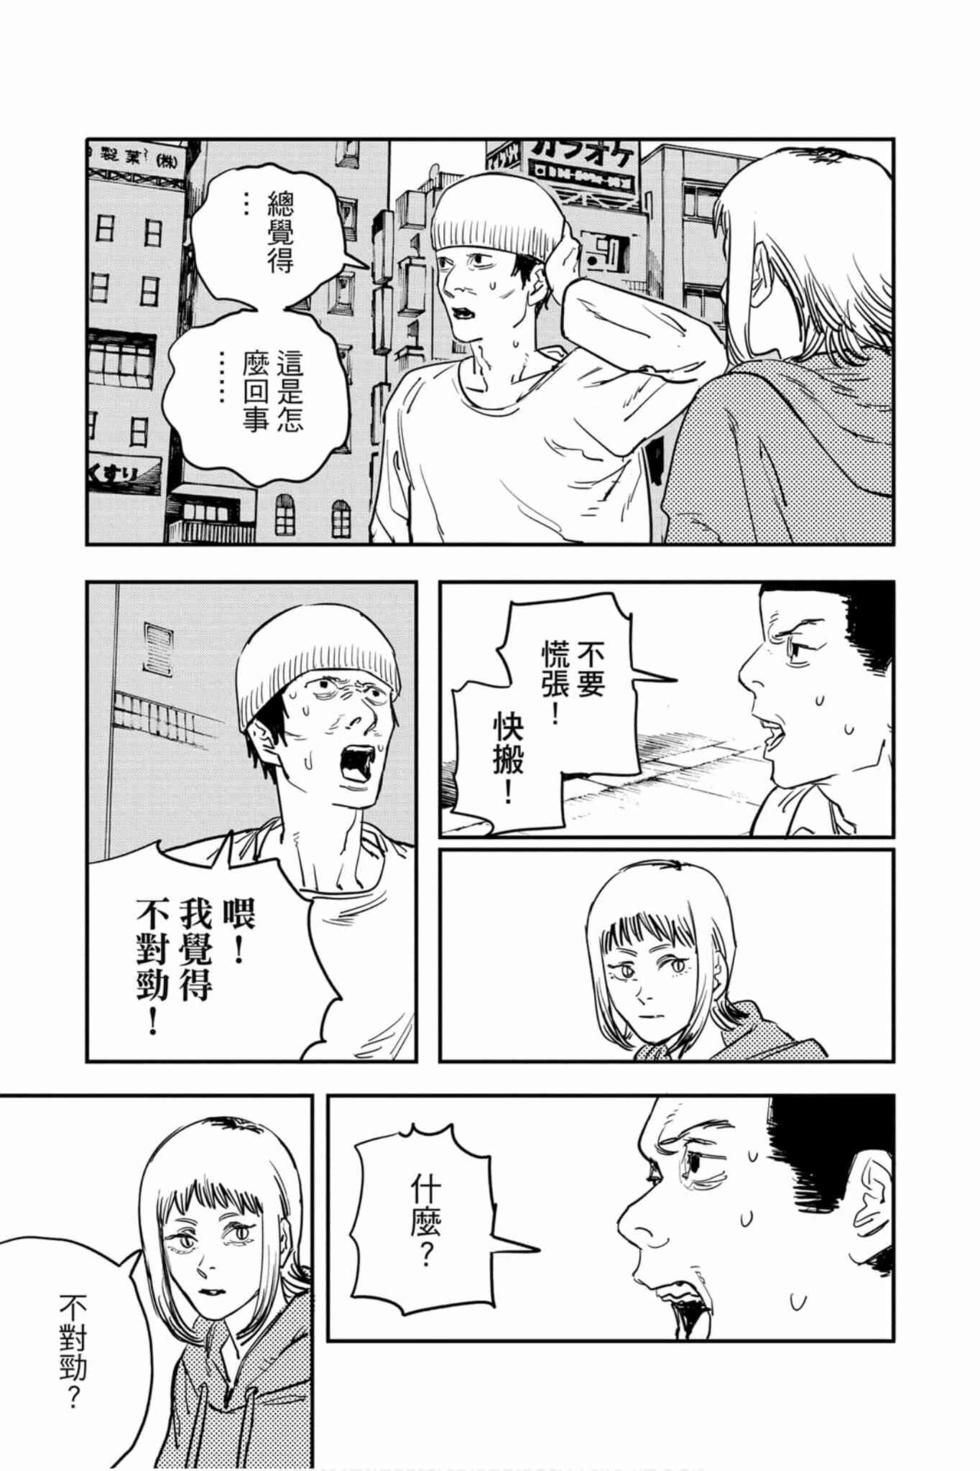 製菓(株)
カラオケ
くすり
總覺得
⋯
這是怎
麼回事
⋯⋯
不要
慌張！
快搬！
喂！
我覺得
不對勁！
什麼？
不對勁？